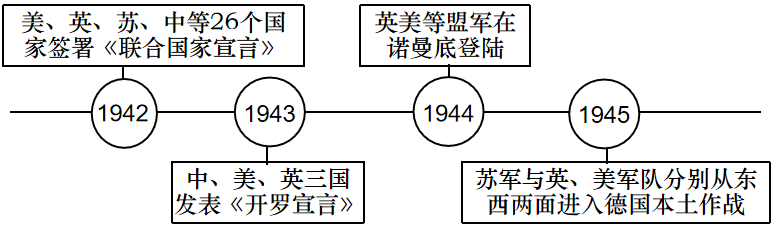 美、英、苏、中等26个国
家签署《联合国家宣言》
英美等盟军在
诺曼底登陆
1942
1943
1944
1945
中、美、英三国
发表《开罗宣言》
苏军与英、美军队分别从东
西两面进入德国本土作战